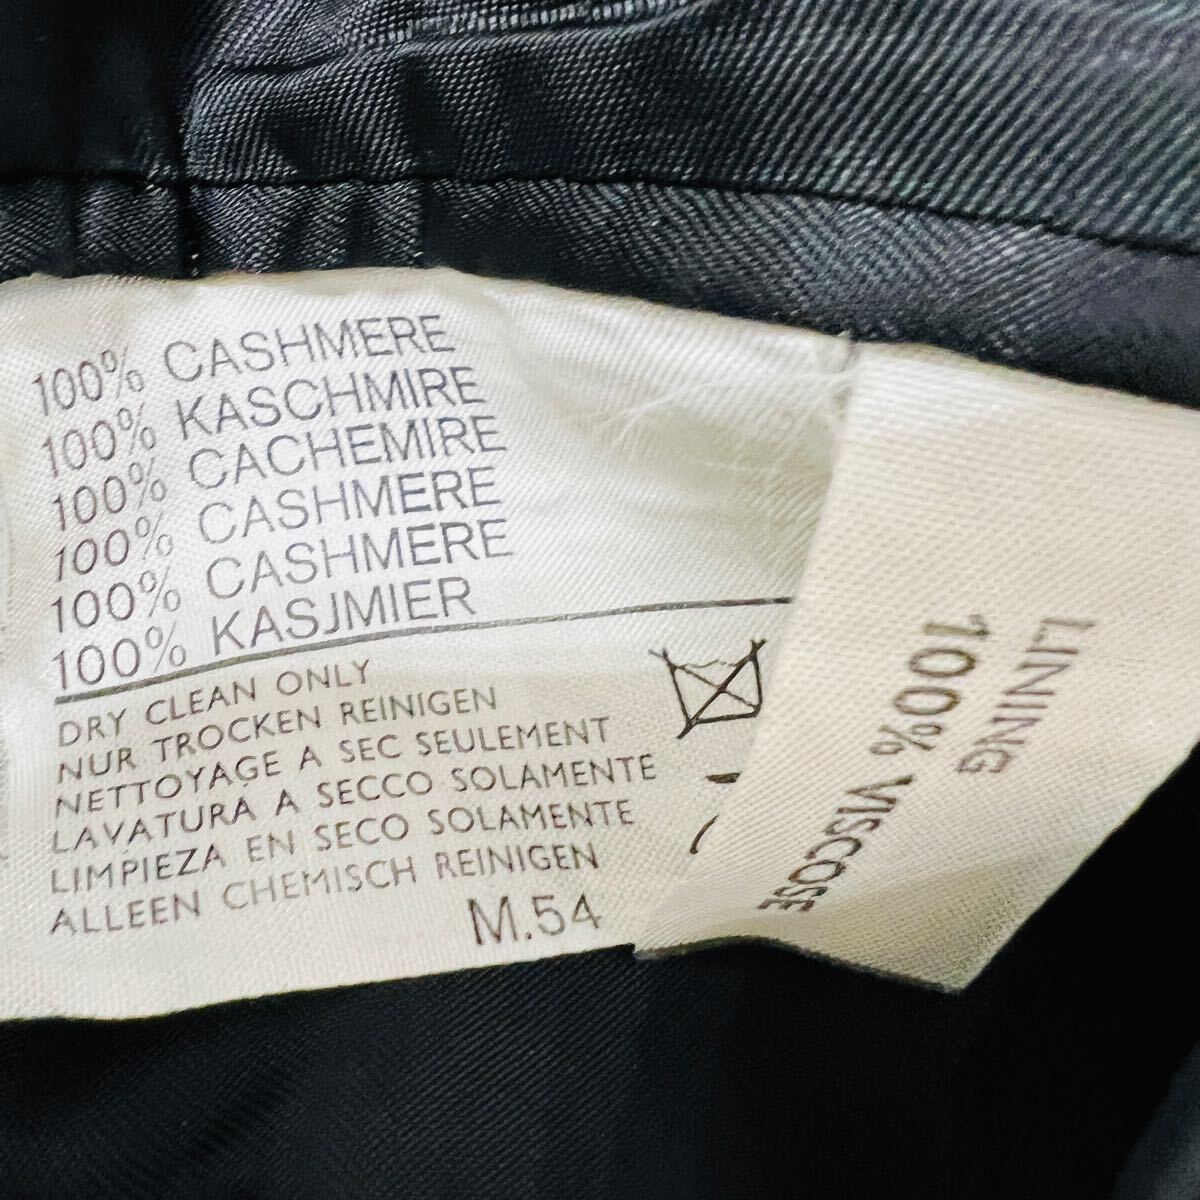 100% CASHMERE
100% KASCHMIRE
100% CACHEMIRE
100% CASHMERE
100% CASHMERE
100% KASJMIER
DRY CLEAN ONLY
NUR TROCKEN REINIGEN
NETTOYAGE A SEC SEULEMENT
LAVATURA A SECCO SOLAMENTE
LIMPIEZA EN SECO SOLAMENTE
ALLEEN CHEMISCH REINIGEN
M.54
LINING
100% VISCOSE